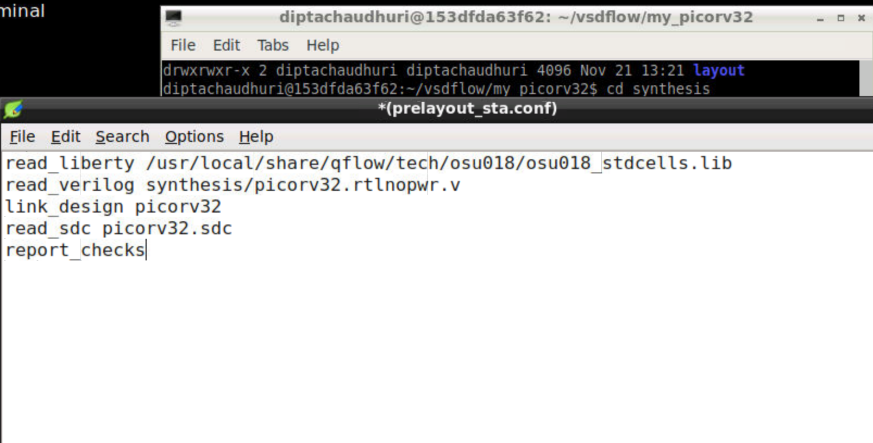 minal
diptachaudhuri@153dfda63f62: ~/vsdflow/my_picorv32
File Edit Tabs Help
drwxrwxr-x 2 diptachaudhuri diptachaudhuri 4096 Nov 21 13:21 layout
diptachaudhuri@153dfda63f62:~/vsdflow/my_picorv32$ cd synthesis
*(prelayout_sta.conf)
File Edit Search Options Help
read_liberty /usr/local/share/qflow/tech/osu018/osu018_stdcells.lib
read_verilog synthesis/picorv32.rtlnopwr.v
link_design picorv32
read_sdc picorv32.sdc
report_checks